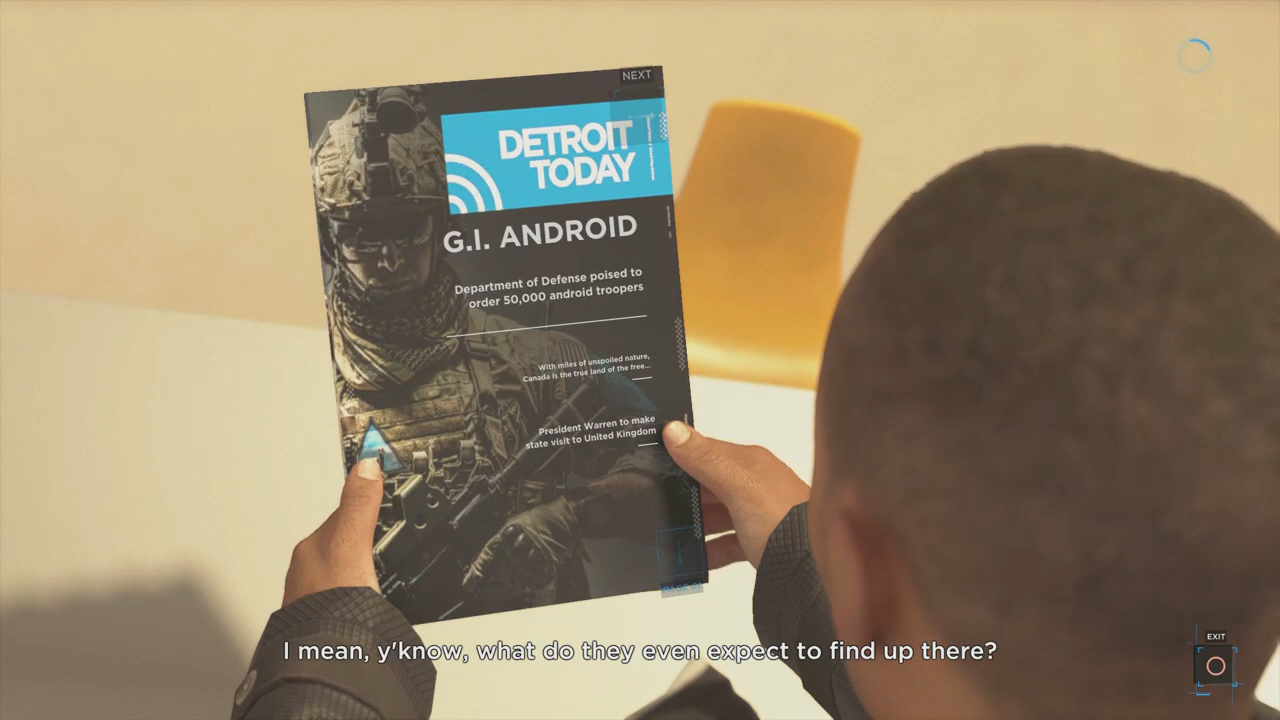 NEXT
DETROIT
TODAY
G.I. ANDROID
Department of Defense poised to
order 50,000 android troopers
With miles of unspoiled nature,
Canada is the true land of the free...
President Warren to make
state visit to United Kingdom
I mean, y'know, what do they even expect to find up there?
EXIT